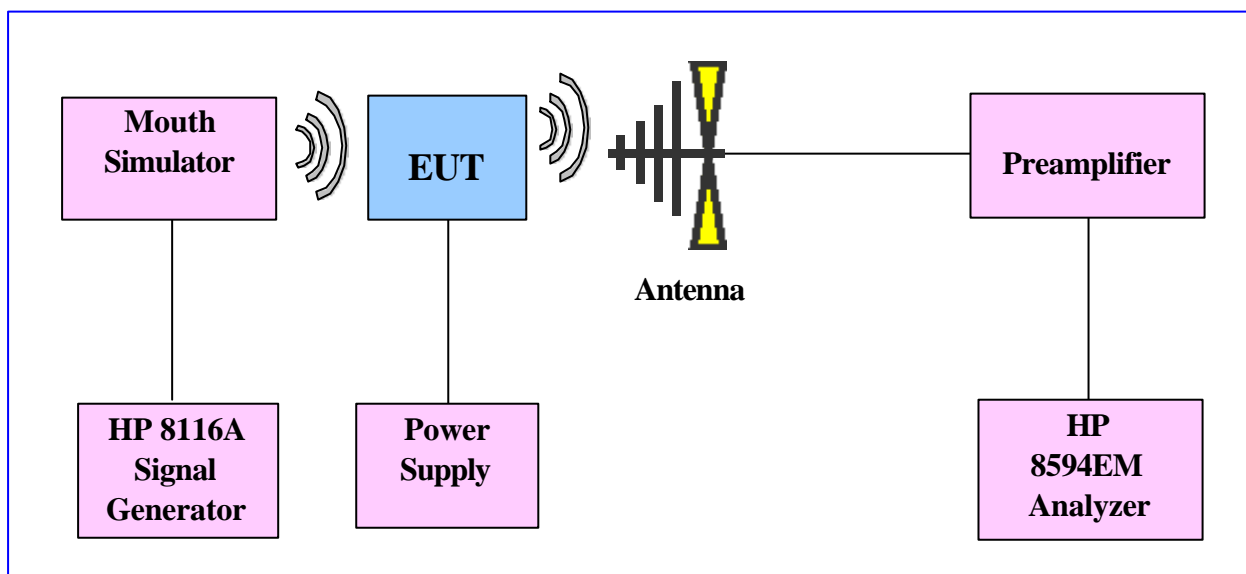 Mouth
Simulator
EUT
Preamplifier
Antenna
HP 8116A
Signal
Generator
Power
Supply
HP
8594EM
Analyzer